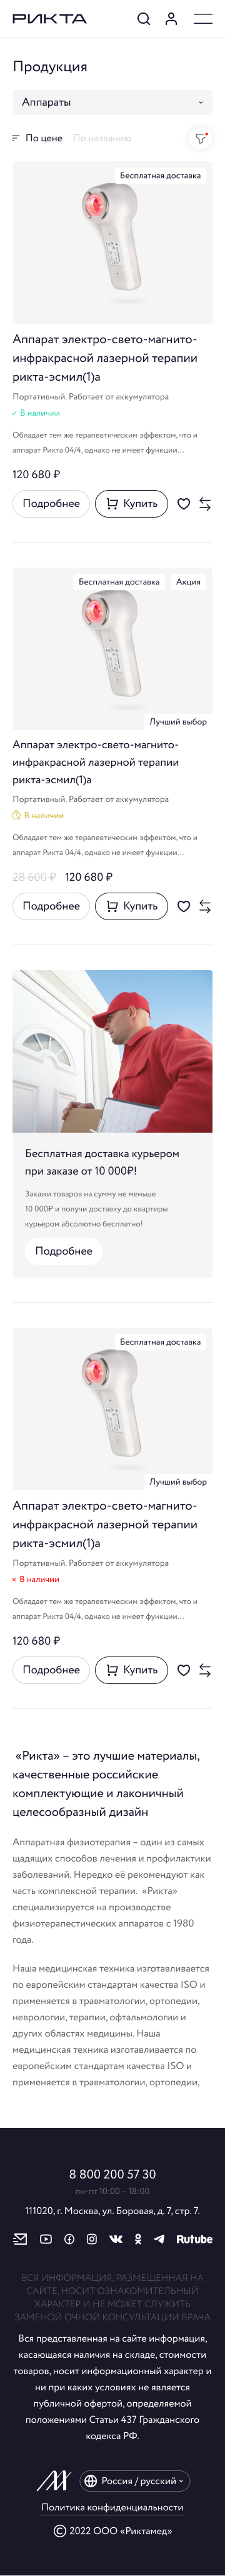 РИКТА
Продукция
Аппараты
По цене По названию
Бесплатная доставка
Аппарат электро-свето-магнито-
инфракрасной лазерной терапии
рикта-эсмил(1)а
Портативный. Работает от аккумулятора
В наличии
Обладает тем же терапевтическим эффектом, что и
аппарат Рикта 04/4, однако не имеет функции...
120 680 ₽
Подробнее Купить
Бесплатная доставка Акция
Лучший выбор
Аппарат электро-свето-магнито-
инфракрасной лазерной терапии
рикта-эсмил(1)а
Портативный. Работает от аккумулятора
В наличии
Обладает тем же терапевтическим эффектом, что и
аппарат Рикта 04/4, однако не имеет функции...
28 600 ₽ 120 680 ₽
Подробнее Купить
Бесплатная доставка курьером
при заказе от 10 000₽!
Закажи товаров на сумму не меньше
10 000₽ и получи доставку до квартиры
курьером абсолютно бесплатно!
Подробнее
Бесплатная доставка
Лучший выбор
Аппарат электро-свето-магнито-
инфракрасной лазерной терапии
рикта-эсмил(1)а
Портативный. Работает от аккумулятора
× В наличии
Обладает тем же терапевтическим эффектом, что и
аппарат Рикта 04/4, однако не имеет функции...
120 680 ₽
Подробнее Купить
«Рикта» – это лучшие материалы,
качественные российские
комплектующие и лаконичный
целесообразный дизайн
Аппаратная физиотерапия – один из самых
щадящих способов лечения и профилактики
заболеваний. Нередко её рекомендуют как
часть комплексной терапии. «Рикта»
специализируется на производстве
физиотерапевтических аппаратов с 1980
года.
Наша медицинская техника изготавливается
по европейским стандартам качества ISO и
применяется в травматологии, ортопедии,
неврологии, терапии, офтальмологии и
других областях медицины. Наша
медицинская техника изготавливается по
европейским стандартам качества ISO и
применяется в травматологии, ортопедии,
8 800 200 57 30
пн-пт 10:00 – 18:00
111020, г. Москва, ул. Боровая, д. 7, стр. 7.
Rutube
ВСЯ ИНФОРМАЦИЯ, РАЗМЕЩЕННАЯ НА
САЙТЕ, НОСИТ ОЗНАКОМИТЕЛЬНЫЙ
ХАРАКТЕР И НЕ МОЖЕТ СЛУЖИТЬ
ЗАМЕНОЙ ОЧНОЙ КОНСУЛЬТАЦИИ ВРАЧА
Вся представленная на сайте информация,
касающаяся наличия на складе, стоимости
товаров, носит информационный характер и
ни при каких условиях не является
публичной офертой, определяемой
положениями Статьи 437 Гражданского
кодекса РФ.
Россия / русский
Политика конфиденциальности
© 2022 ООО «Риктамед»